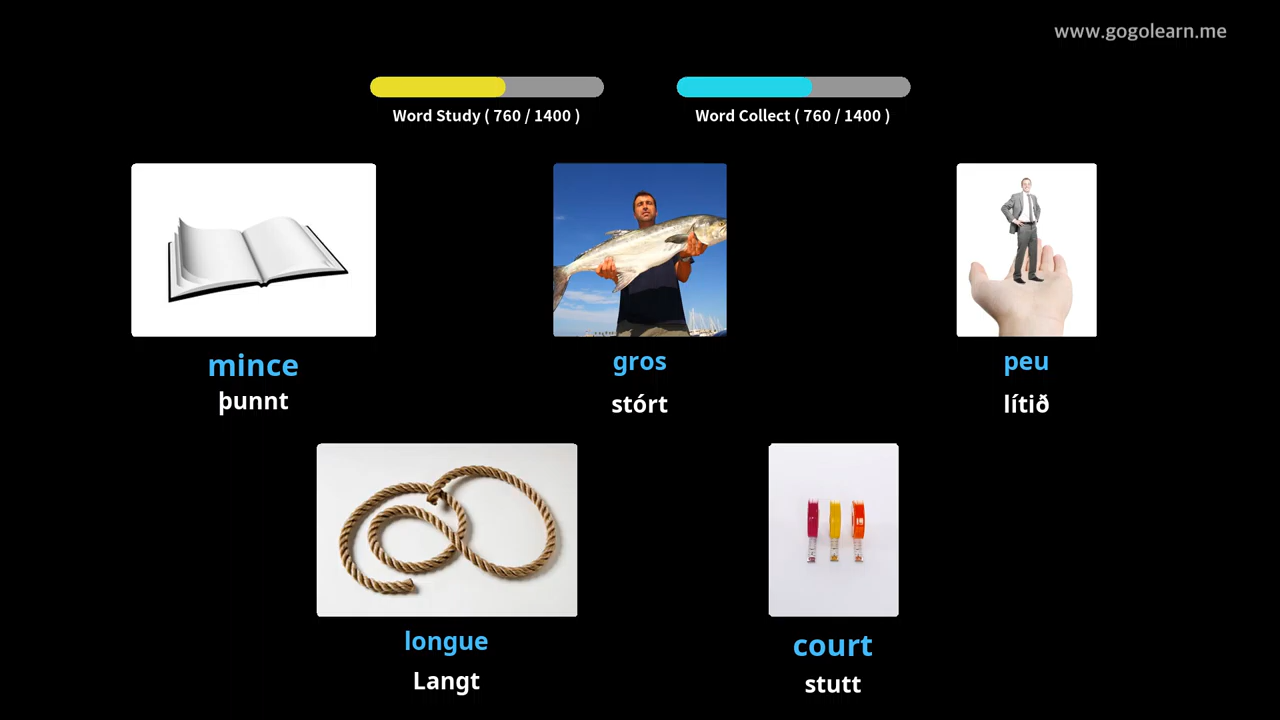 www.gogolearn.me
Word Study ( 760 / 1400 )
Word Collect ( 760 / 1400 )
mince
þunnt
gros
stórt
peu
lítið
longue
Langt
court
stutt